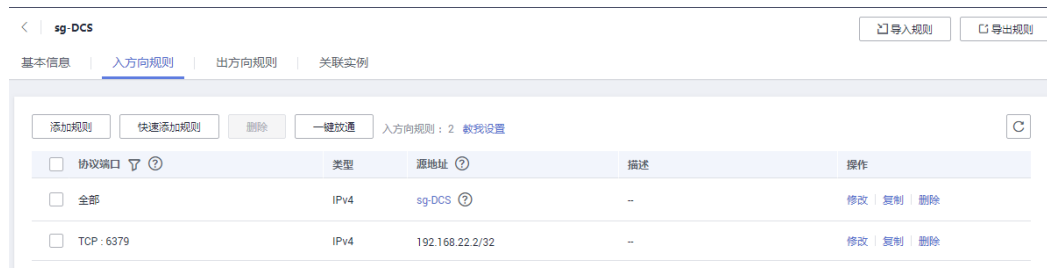 sg-DCS 导入规则 导出规则
基本信息 入方向规则 出方向规则 关联实例
添加规则 快速添加规则 删除 一键放通 入方向规则：2 教我设置
协议端口 类型 源地址 描述 操作
全部 IPv4 sg-DCS -- 修改 复制 删除
TCP : 6379 IPv4 192.168.22.2/32 -- 修改 复制 删除